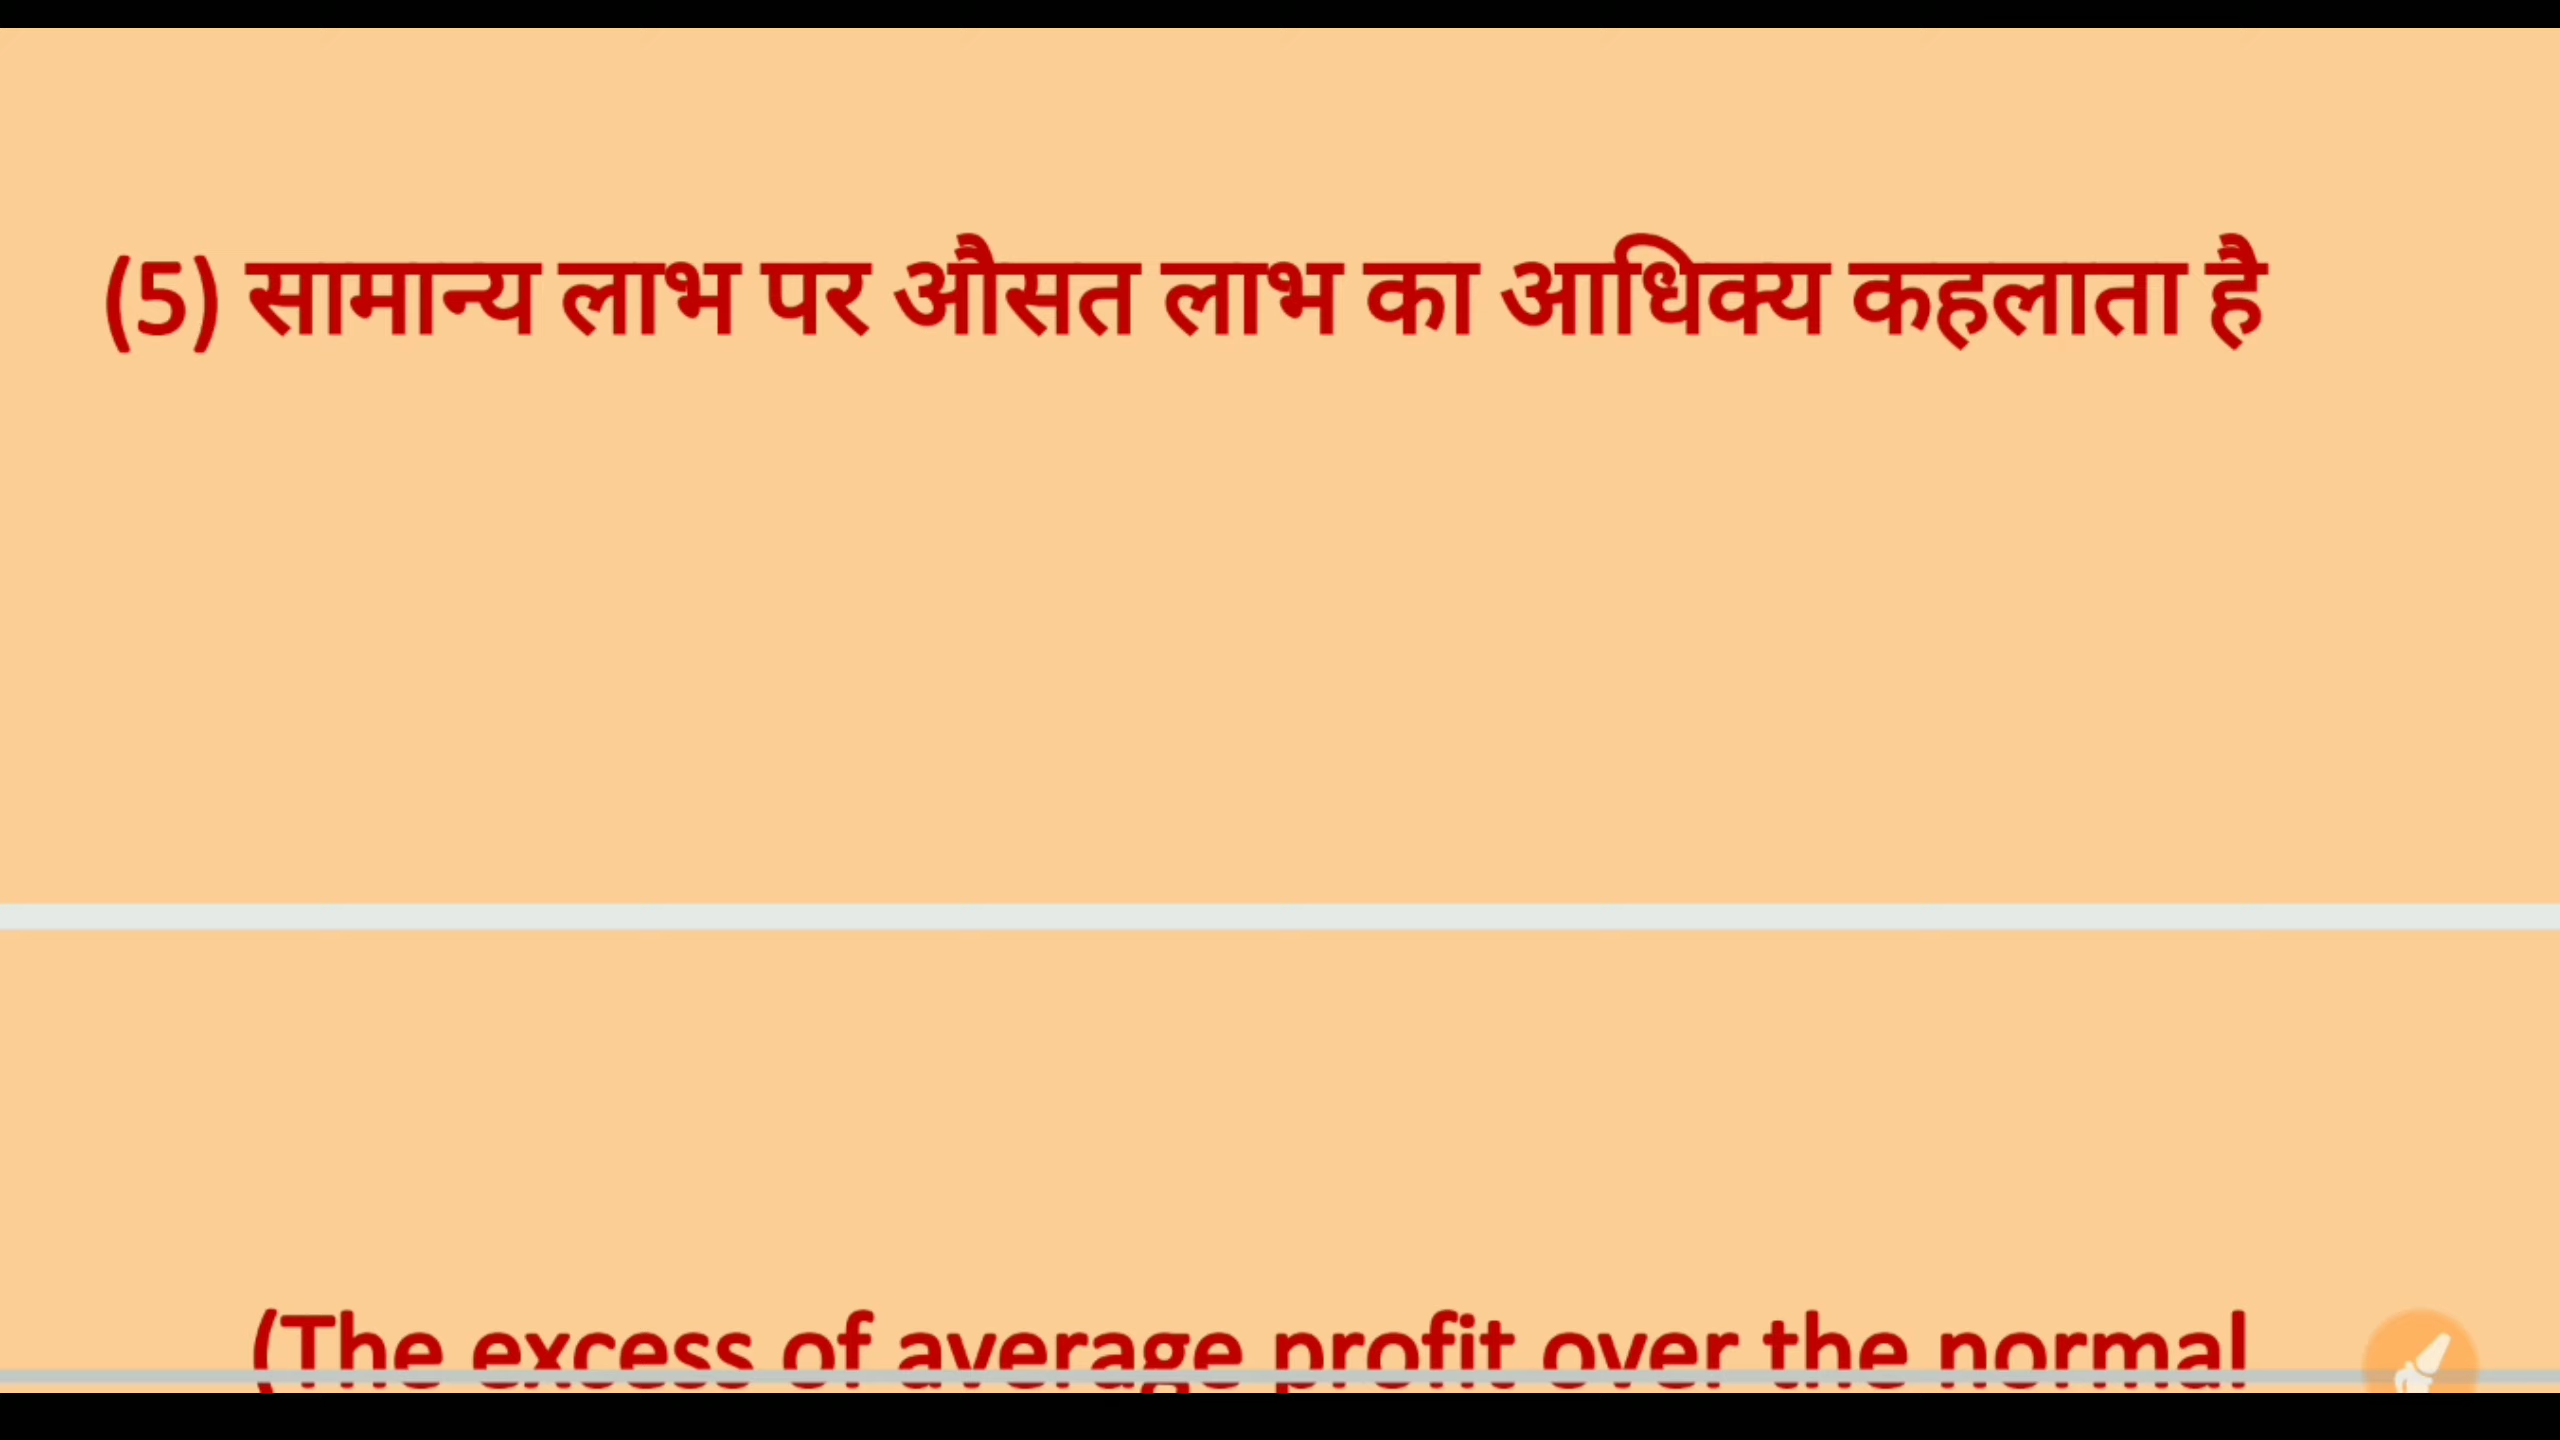 (5) सामान्य लाभ पर औसत लाभ का आधिक्य कहलाता है
(The excess of average profit over the normal